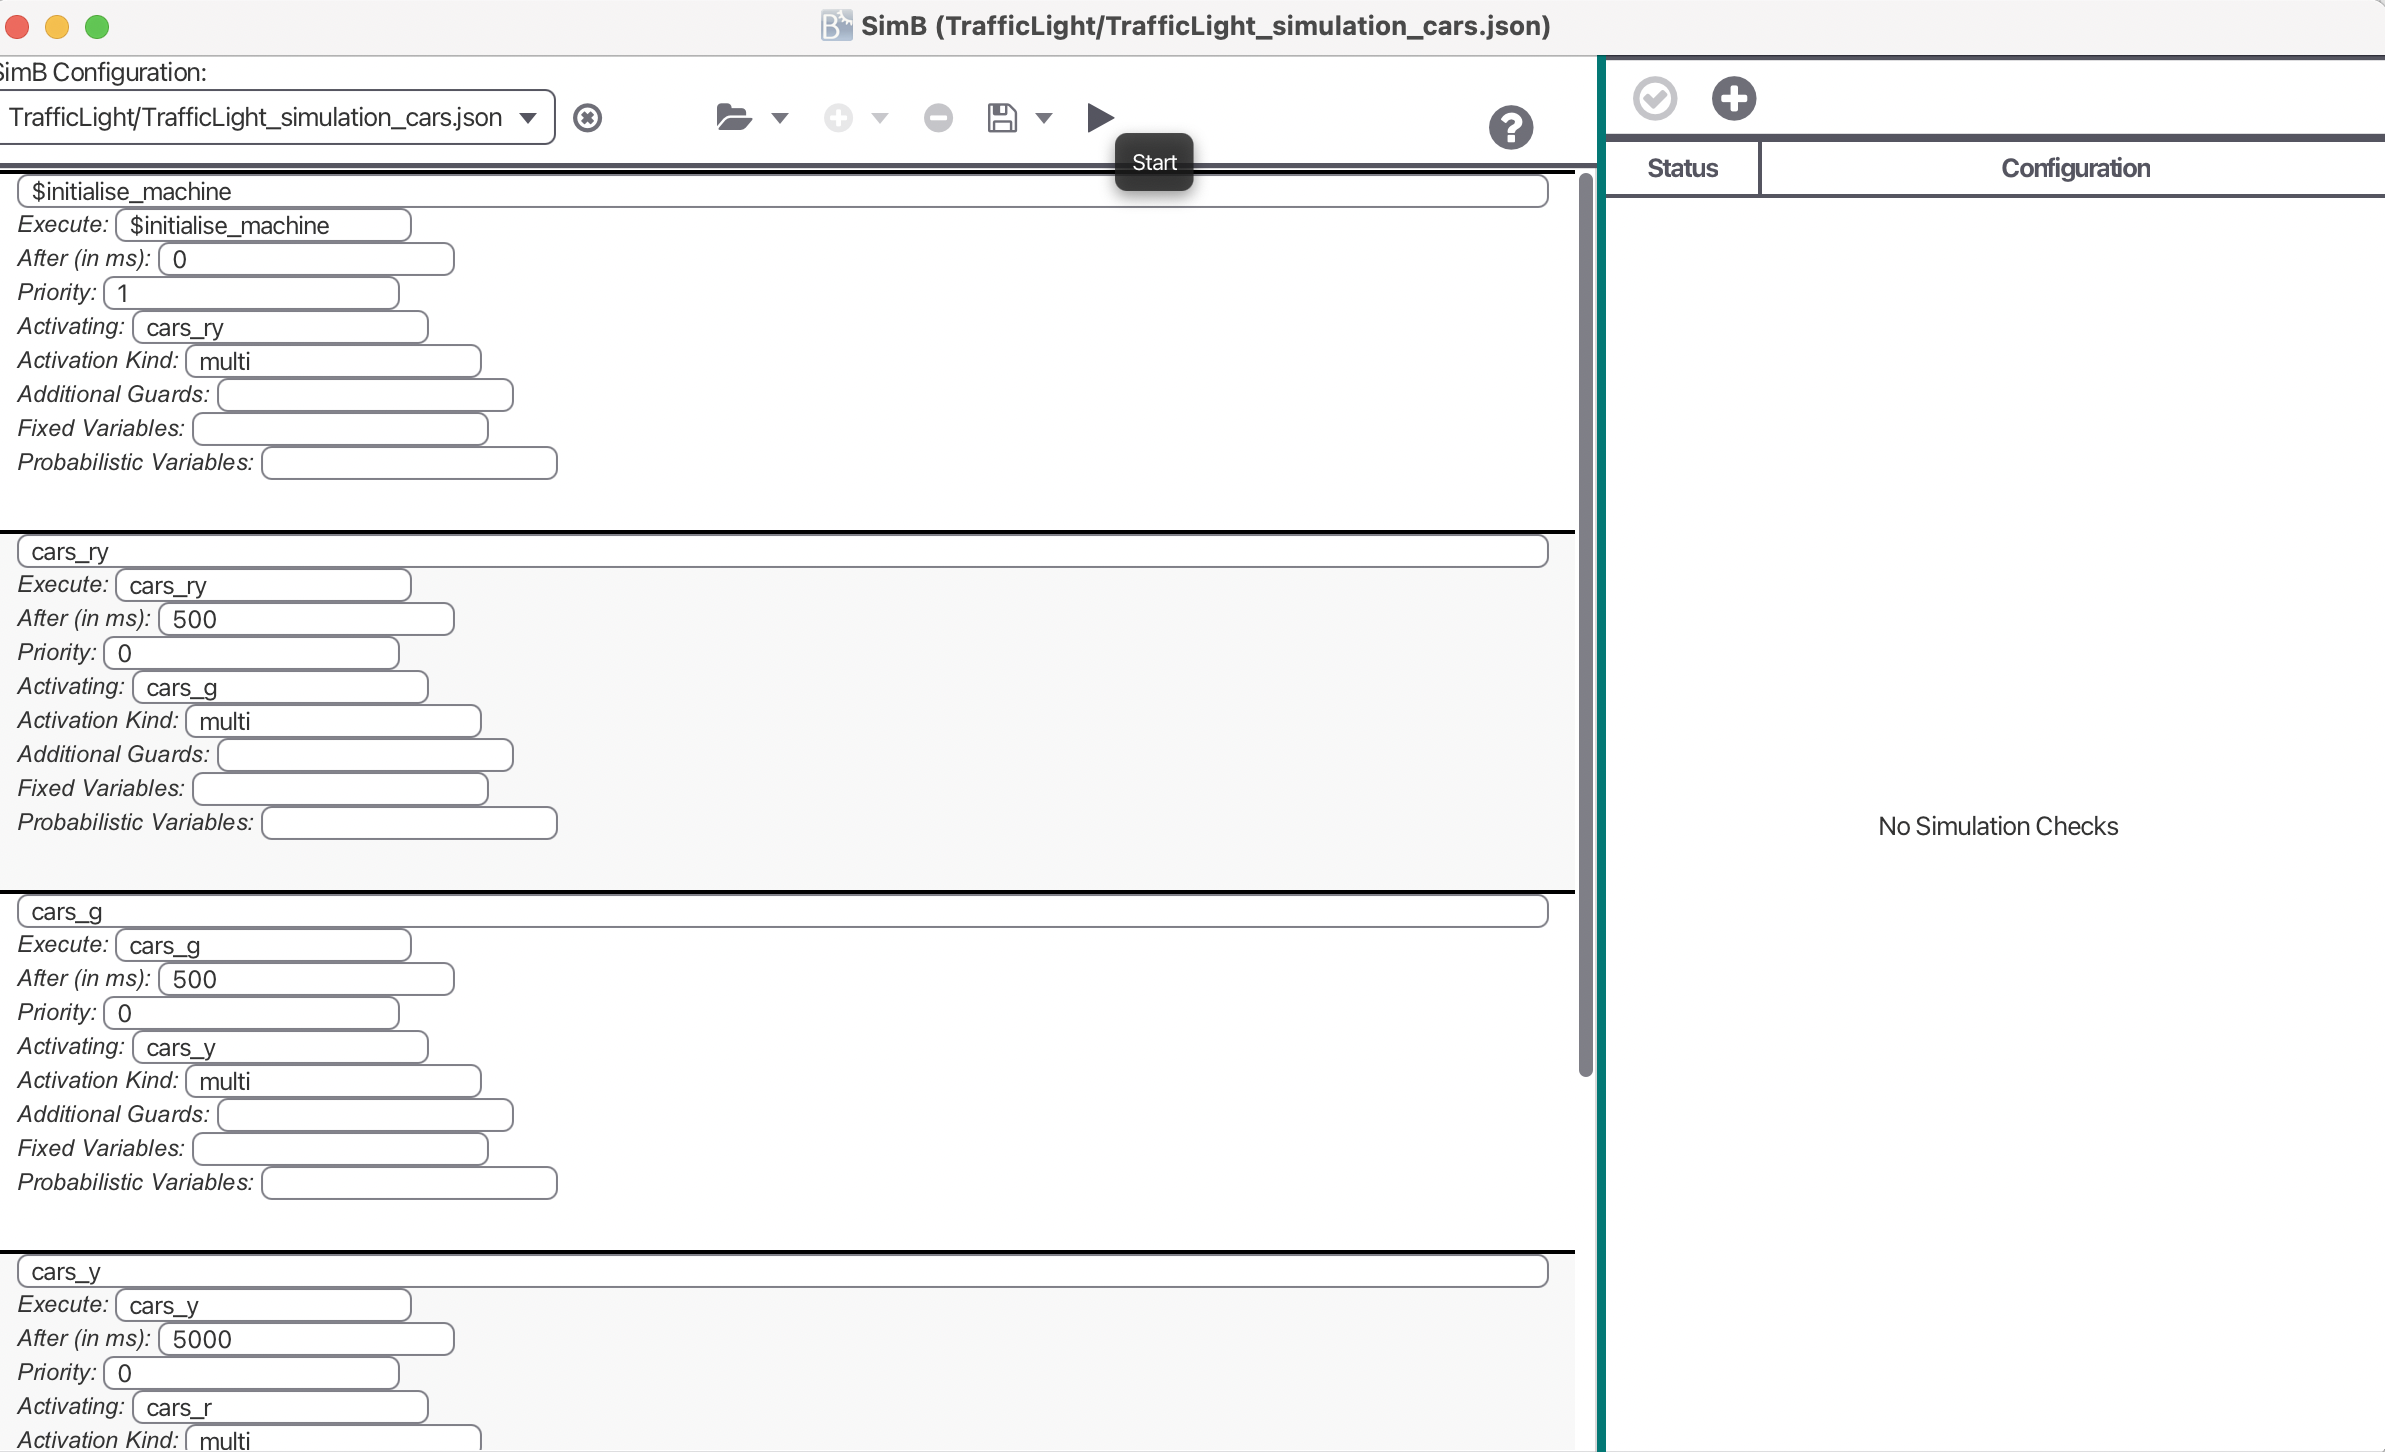 SimB (TrafficLight/TrafficLight_simulation_cars.json)
SimB Configuration:
TrafficLight/TrafficLight_simulation_cars.json
Start
Status Configuration
$initialise_machine
Execute: $initialise_machine
After (in ms): 0
Priority: 1
Activating: cars_ry
Activation Kind: multi
Additional Guards:
Fixed Variables:
Probabilistic Variables:
cars_ry
Execute: cars_ry
After (in ms): 500
Priority: 0
Activating: cars_g
Activation Kind: multi
Additional Guards:
Fixed Variables:
Probabilistic Variables:
cars_g
Execute: cars_g
After (in ms): 500
Priority: 0
Activating: cars_y
Activation Kind: multi
Additional Guards:
Fixed Variables:
Probabilistic Variables:
cars_y
Execute: cars_y
After (in ms): 5000
Priority: 0
Activating: cars_r
Activation Kind: multi
No Simulation Checks